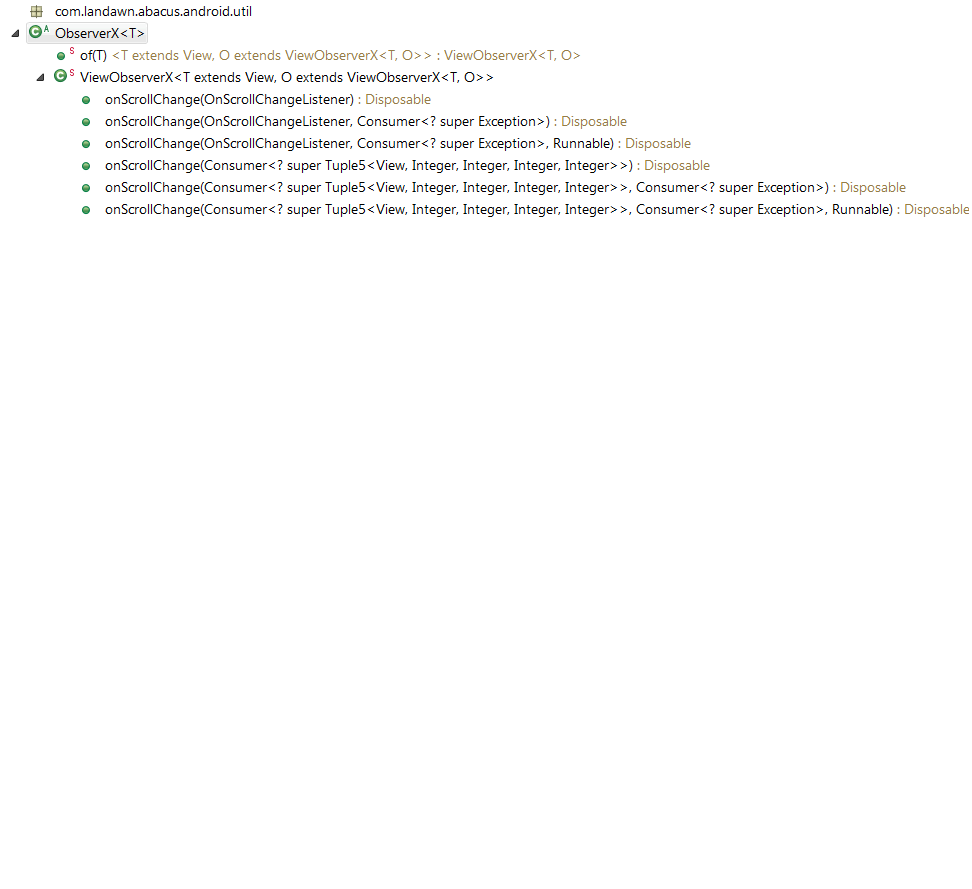 com.landawn.abacus.android.util
C A ObserverX<T>
S of(T) <T extends View, O extends ViewObserverX<T, O>> : ViewObserverX<T, O>
C S ViewObserverX<T extends View, O extends ViewObserverX<T, O>>
onScrollChange(OnScrollChangeListener) : Disposable
onScrollChange(OnScrollChangeListener, Consumer<? super Exception>) : Disposable
onScrollChange(OnScrollChangeListener, Consumer<? super Exception>, Runnable) : Disposable
onScrollChange(Consumer<? super Tuple5<View, Integer, Integer, Integer, Integer>>) : Disposable
onScrollChange(Consumer<? super Tuple5<View, Integer, Integer, Integer, Integer>>, Consumer<? super Exception>) : Disposable
onScrollChange(Consumer<? super Tuple5<View, Integer, Integer, Integer, Integer>>, Consumer<? super Exception>, Runnable) : Disposable